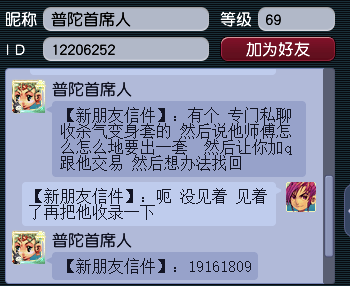 昵称 普陀首席人 等级 69
ID 12206252 加为好友
普陀首席人
【新朋友信件】：有个 专门私聊
收杀气变身套的 然后说他师傅怎
么怎么地要出一套 然后让你加q
跟他交易 然后想办法找回
【新朋友信件】：呃 没见着 见着
了再把他收录一下
普陀首席人
【新朋友信件】：19161809